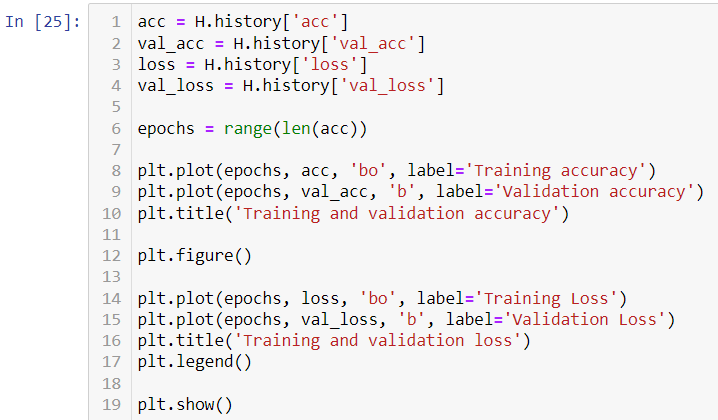 In [25]:
1 acc = H.history['acc']
2 val_acc = H.history['val_acc']
3 loss = H.history['loss']
4 val_loss = H.history['val_loss']
5
6 epochs = range(len(acc))
7
8 plt.plot(epochs, acc, 'bo', label='Training accuracy')
9 plt.plot(epochs, val_acc, 'b', label='Validation accuracy')
10 plt.title('Training and validation accuracy')
11
12 plt.figure()
13
14 plt.plot(epochs, loss, 'bo', label='Training Loss')
15 plt.plot(epochs, val_loss, 'b', label='Validation Loss')
16 plt.title('Training and validation loss')
17 plt.legend()
18
19 plt.show()